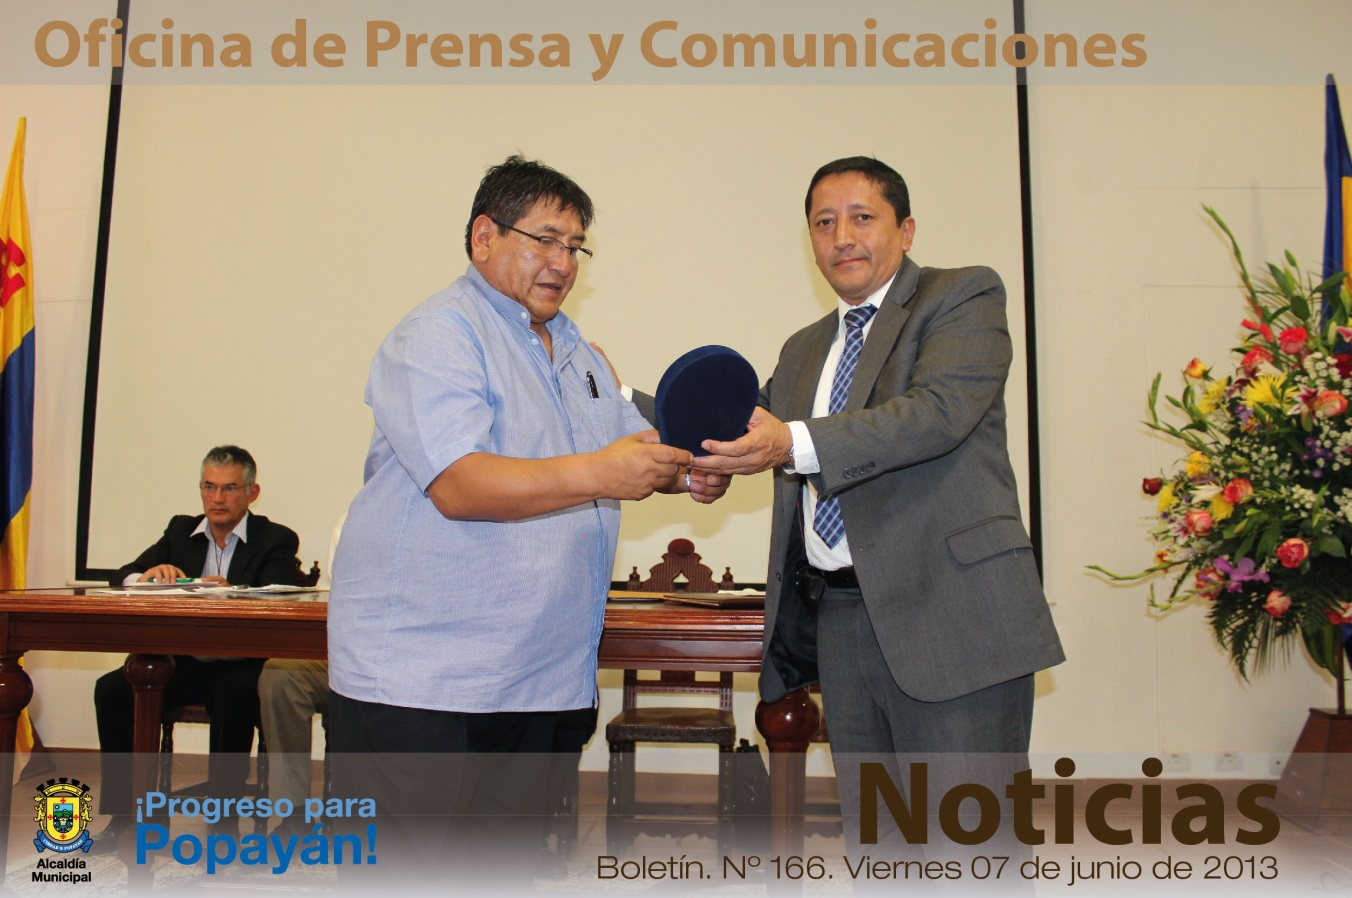 Oficina de Prensa y Comunicaciones
Alcaldía
Municipal
¡Progreso para
Popayán!
Noticias
Boletín. Nº 166. Viernes 07 de junio de 2013